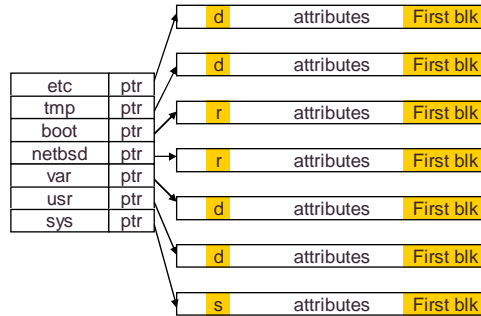 d attributes First blk
d attributes First blk
etc ptr
tmp ptr
boot ptr
netbsd ptr
var ptr
usr ptr
sys ptr
r attributes First blk
r attributes First blk
d attributes First blk
d attributes First blk
s attributes First blk